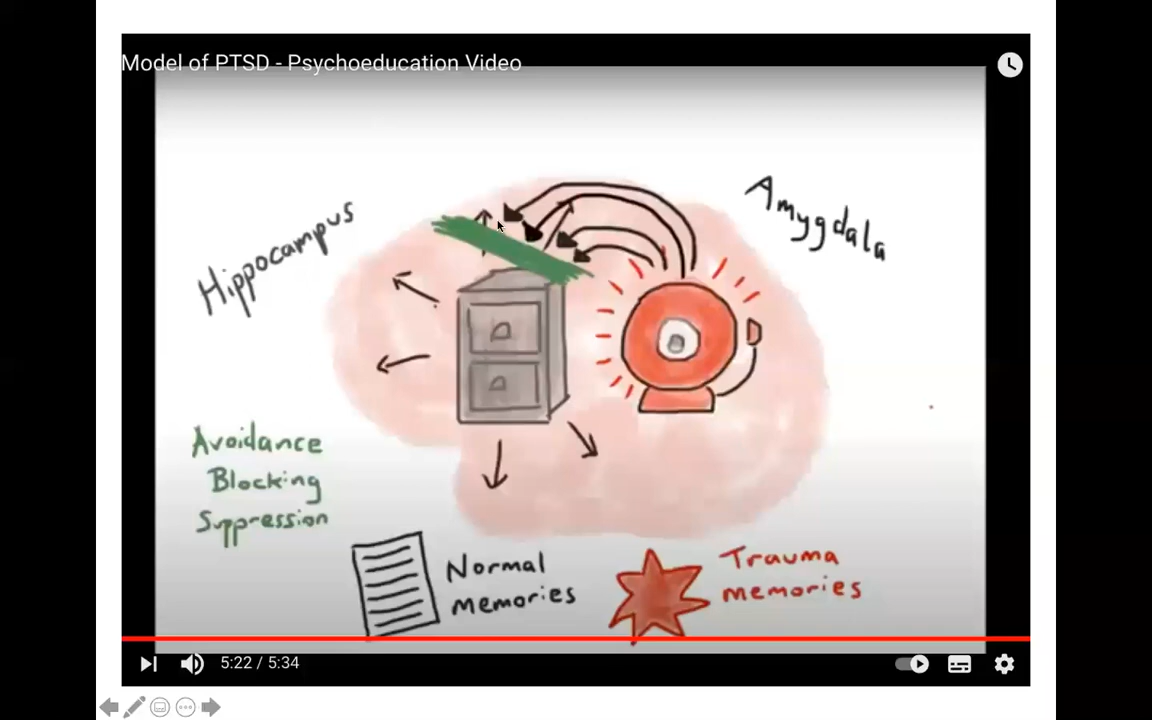 Model of PTSD - Psychoeducation Video
Hippocampus
Amygdala
Avoidance
Blocking
Suppression
Normal
memories
Trauma
memories
5:22 / 5:34